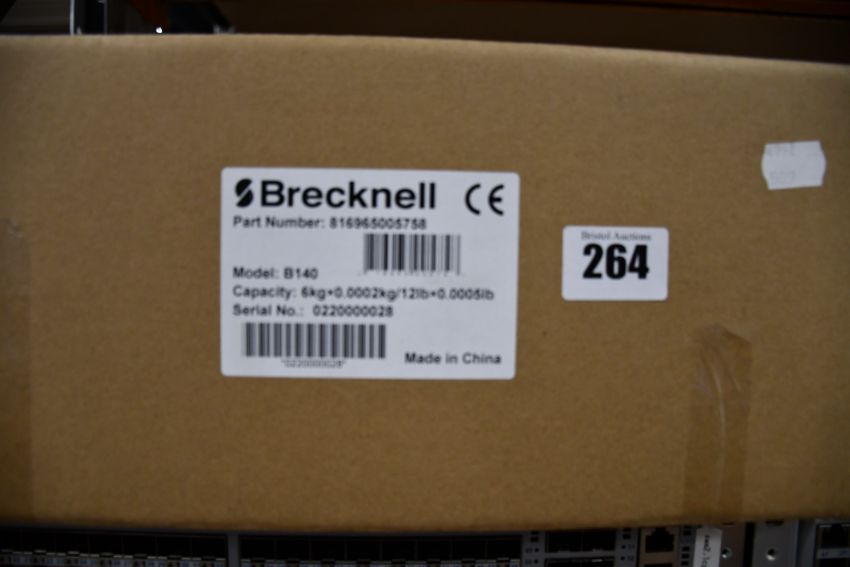 Brecknell CE
Part Number: 816965005758
Model: B140
Capacity: 6kg+0.0002kg/12lb+0.0005lb
Serial No.: 0220000028
*0220000028*
Made in China
Bristol Auctions
264